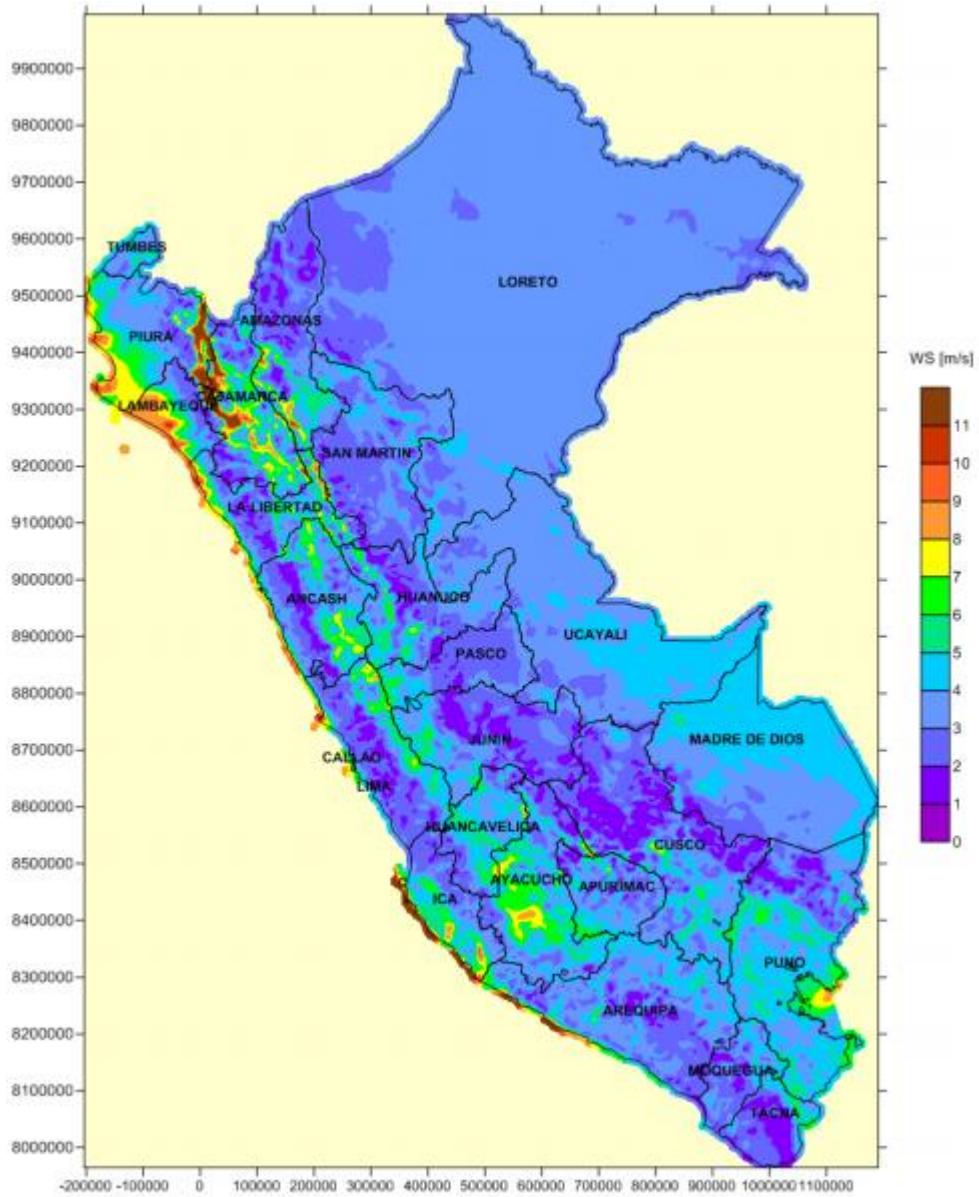 9900000
9800000
9700000
9600000
9500000
9400000
9300000
9200000
9100000
9000000
8900000
8800000
8700000
8600000
8500000
8400000
8300000
8200000
8100000
8000000
TUMBES
LORETO
AMAZONAS
PIURA
CAJAMARCA
LAMBAYEQUE
SAN MARTIN
LA LIBERTAD
ANCASH
HUANUCO
UCAYALI
PASCO
JUNIN
MADRE DE DIOS
CALLAO
LIMA
HUANCAVELICA
CUSCO
AYACUCHO
APURIMAC
ICA
PUNO
AREQUIPA
MOQUEGUA
TACNA
WS [m/s]
11
10
9
8
7
6
5
4
3
2
1
0
-200000 -100000 0 100000 200000 300000 400000 500000 600000 700000 800000 900000 1000000 1100000